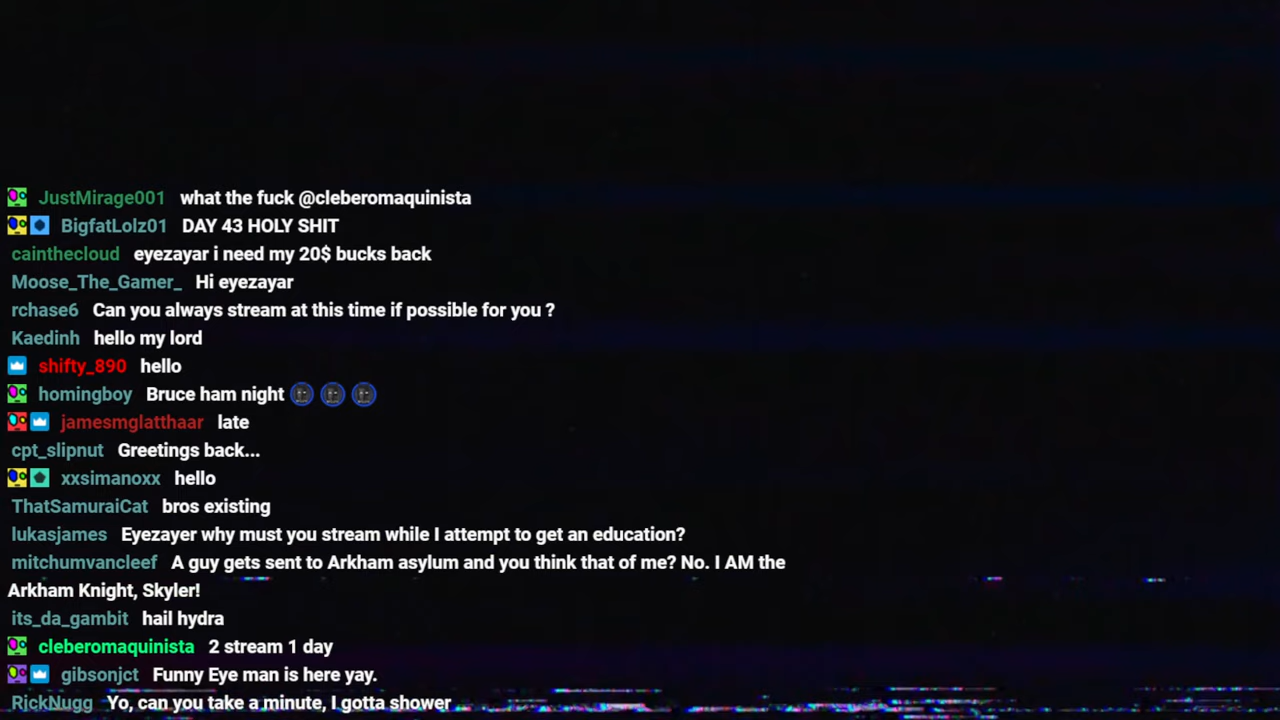 JustMirage001 what the fuck @cleberomaquinista
BigfatLolz01 DAY 43 HOLY SHIT
cainthecloud eyezayar i need my 20$ bucks back
Moose_The_Gamer_ Hi eyezayar
rchase6 Can you always stream at this time if possible for you ?
Kaedinh hello my lord
shifty_890 hello
homingboy Bruce ham night
jamesmglatthaar late
cpt_slipnut Greetings back...
xxsimanoxx hello
ThatSamuraiCat bros existing
lukasjames Eyezayer why must you stream while I attempt to get an education?
mitchumvancleef A guy gets sent to Arkham asylum and you think that of me? No. I AM the
Arkham Knight, Skyler!
its_da_gambit hail hydra
cleberomaquinista 2 stream 1 day
gibsonjct Funny Eye man is here yay.
RickNugg Yo, can you take a minute, I gotta shower